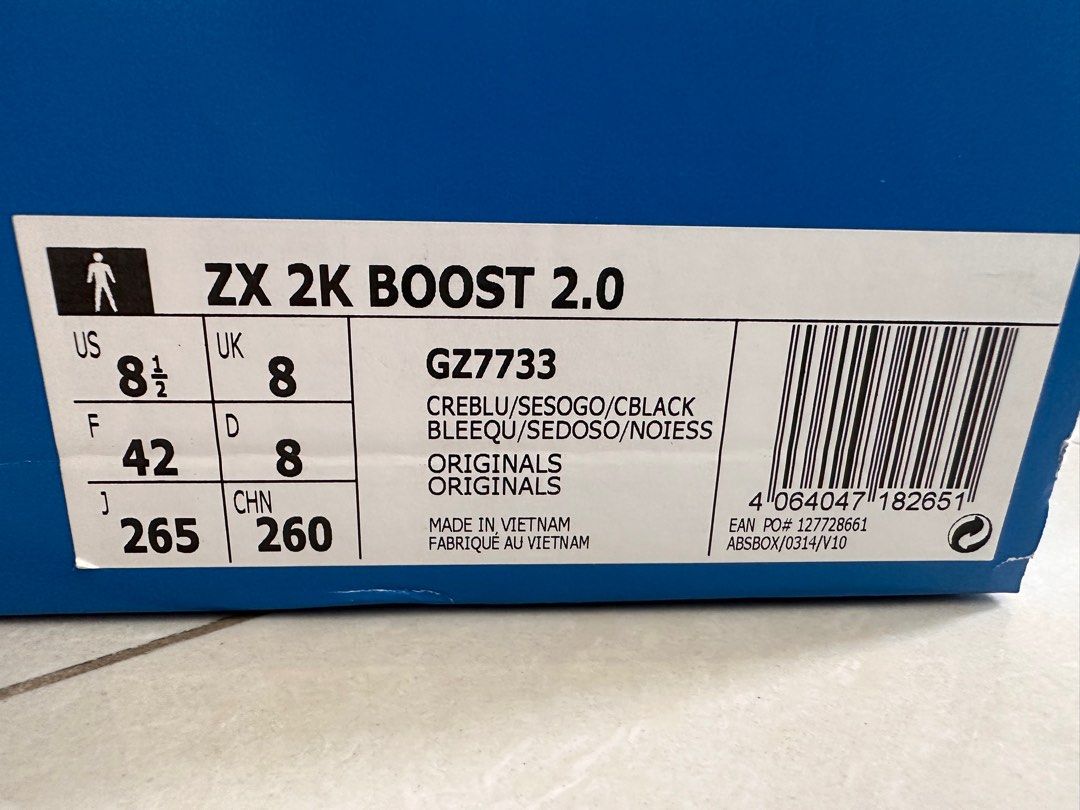 ZX 2K BOOST 2.0
US 8½ UK 8
F 42 D 8
J 265 CHN 260
GZ7733
CREBLU/SESOGO/CBLACK
BLEEQU/SEDOSO/NOIESS
ORIGINALS
ORIGINALS
MADE IN VIETNAM
FABRIQUÉ AU VIETNAM
4 064047 182651
EAN PO# 127728661
ABSBOX/0314/V10